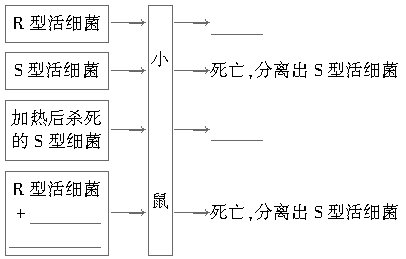 R 型活细菌
S 型活细菌
死亡,分离出 S 型活细菌
加热后杀死
的 S 型细菌
R 型活细菌
+
死亡,分离出 S 型活细菌
小
鼠